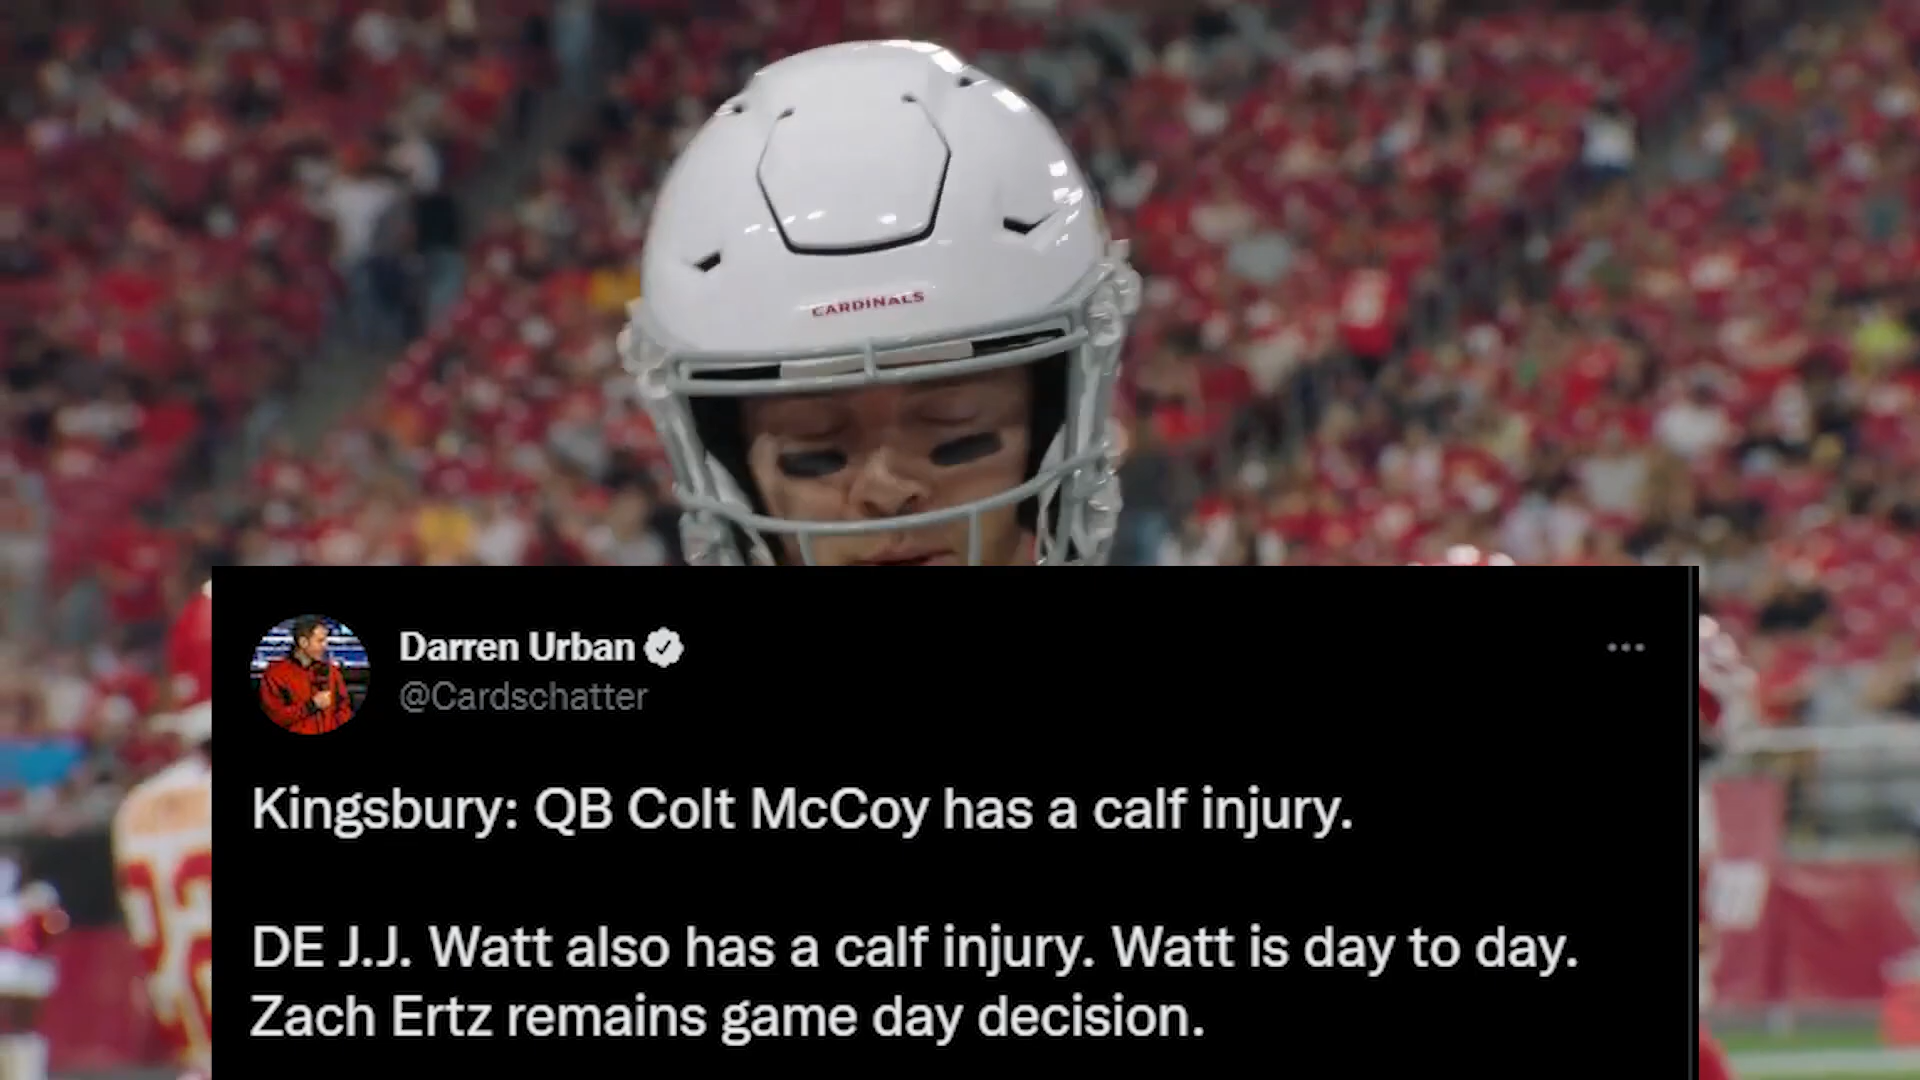 CARDINALS
Darren Urban
@Cardschatter
Kingsbury: QB Colt McCoy has a calf injury.
DE J.J. Watt also has a calf injury. Watt is day to day.
Zach Ertz remains game day decision.